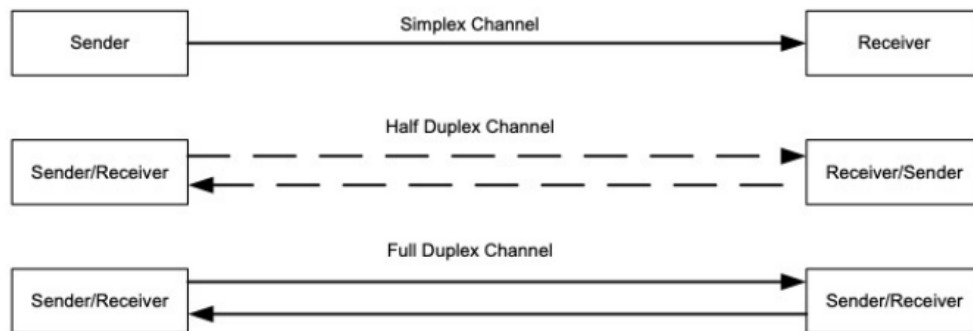 Simplex Channel
Sender
Receiver
Half Duplex Channel
Sender/Receiver
Receiver/Sender
Full Duplex Channel
Sender/Receiver
Sender/Receiver